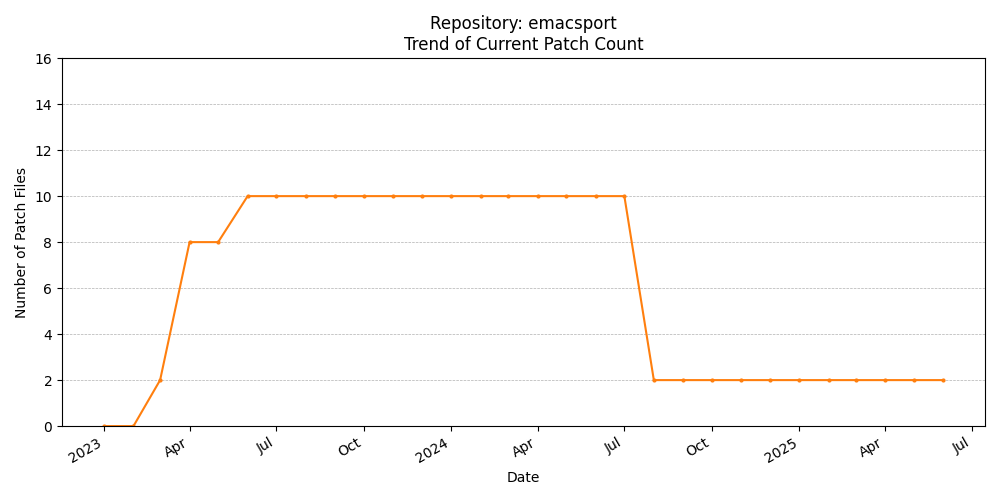 Repository: emacsport
Trend of Current Patch Count
16
14
12
10
8
6
4
2
0
Number of Patch Files
2023
Apr
Jul
Oct
2024
Apr
Jul
Oct
2025
Apr
Jul
Date